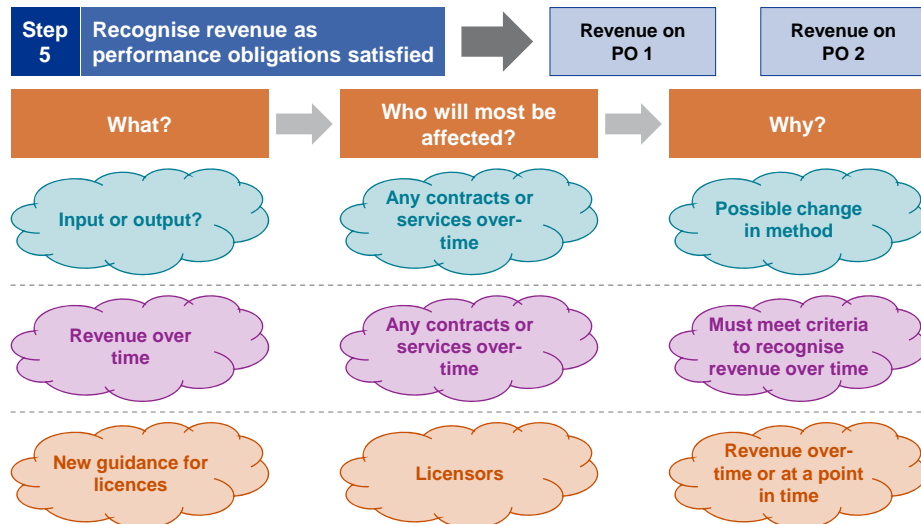 Step
5
Recognise revenue as
performance obligations satisfied
Revenue on
PO 1
Revenue on
PO 2
What?
Who will most be
affected?
Why?
Input or output?
Any contracts or
services over-
time
Possible change
in method
Revenue over
time
Any contracts or
services over-
time
Must meet criteria
to recognise
revenue over time
New guidance for
licences
Licensors
Revenue over-
time or at a point
in time